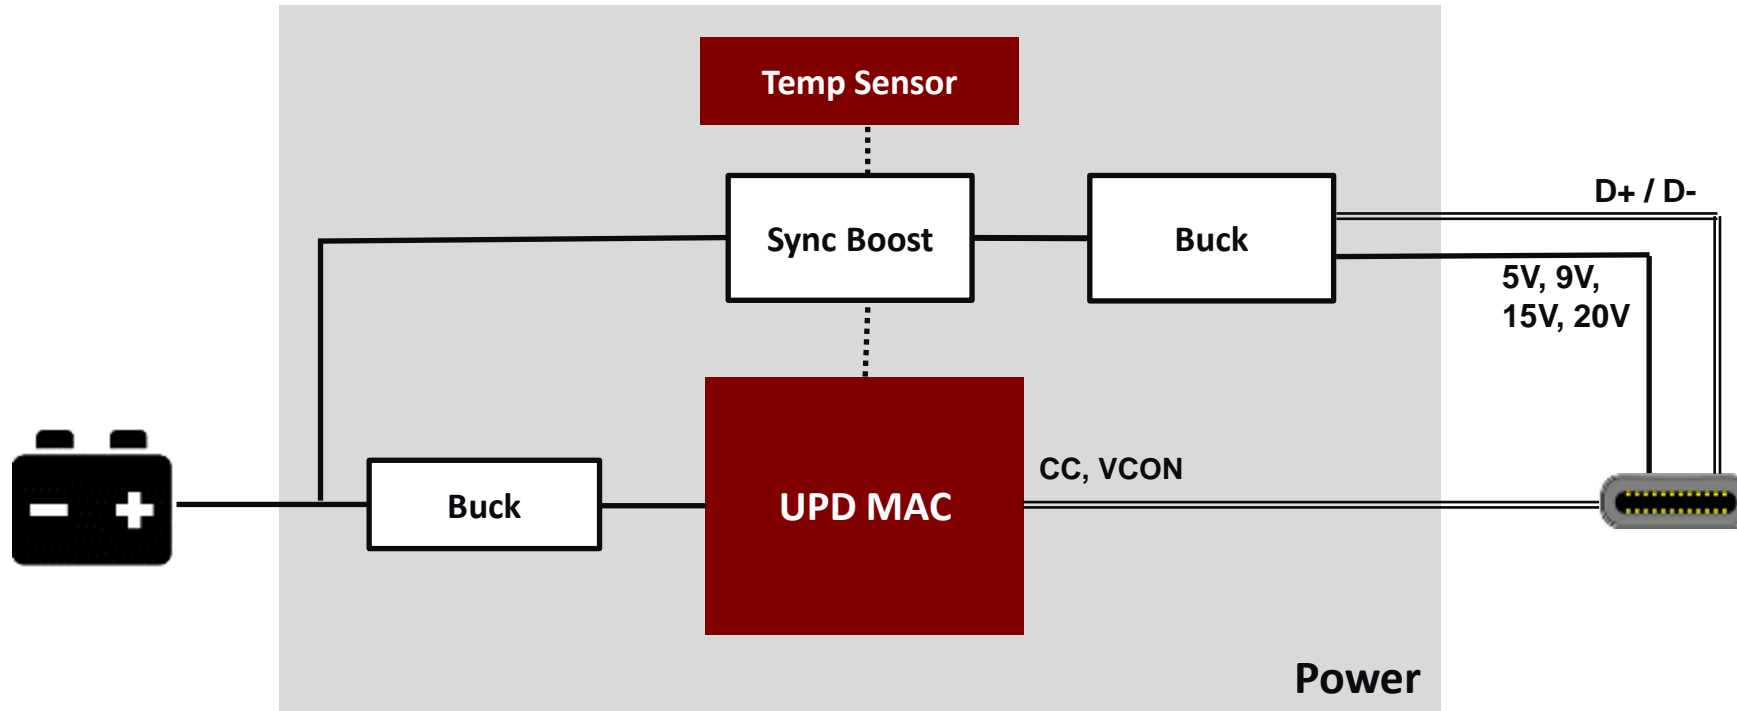 Temp Sensor
Sync Boost
Buck
D+ / D-
5V, 9V,
15V, 20V
Buck
UPD MAC
CC, VCON
Power